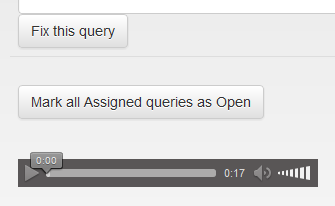 Fix this query
Mark all Assigned queries as Open
0:00
0:17